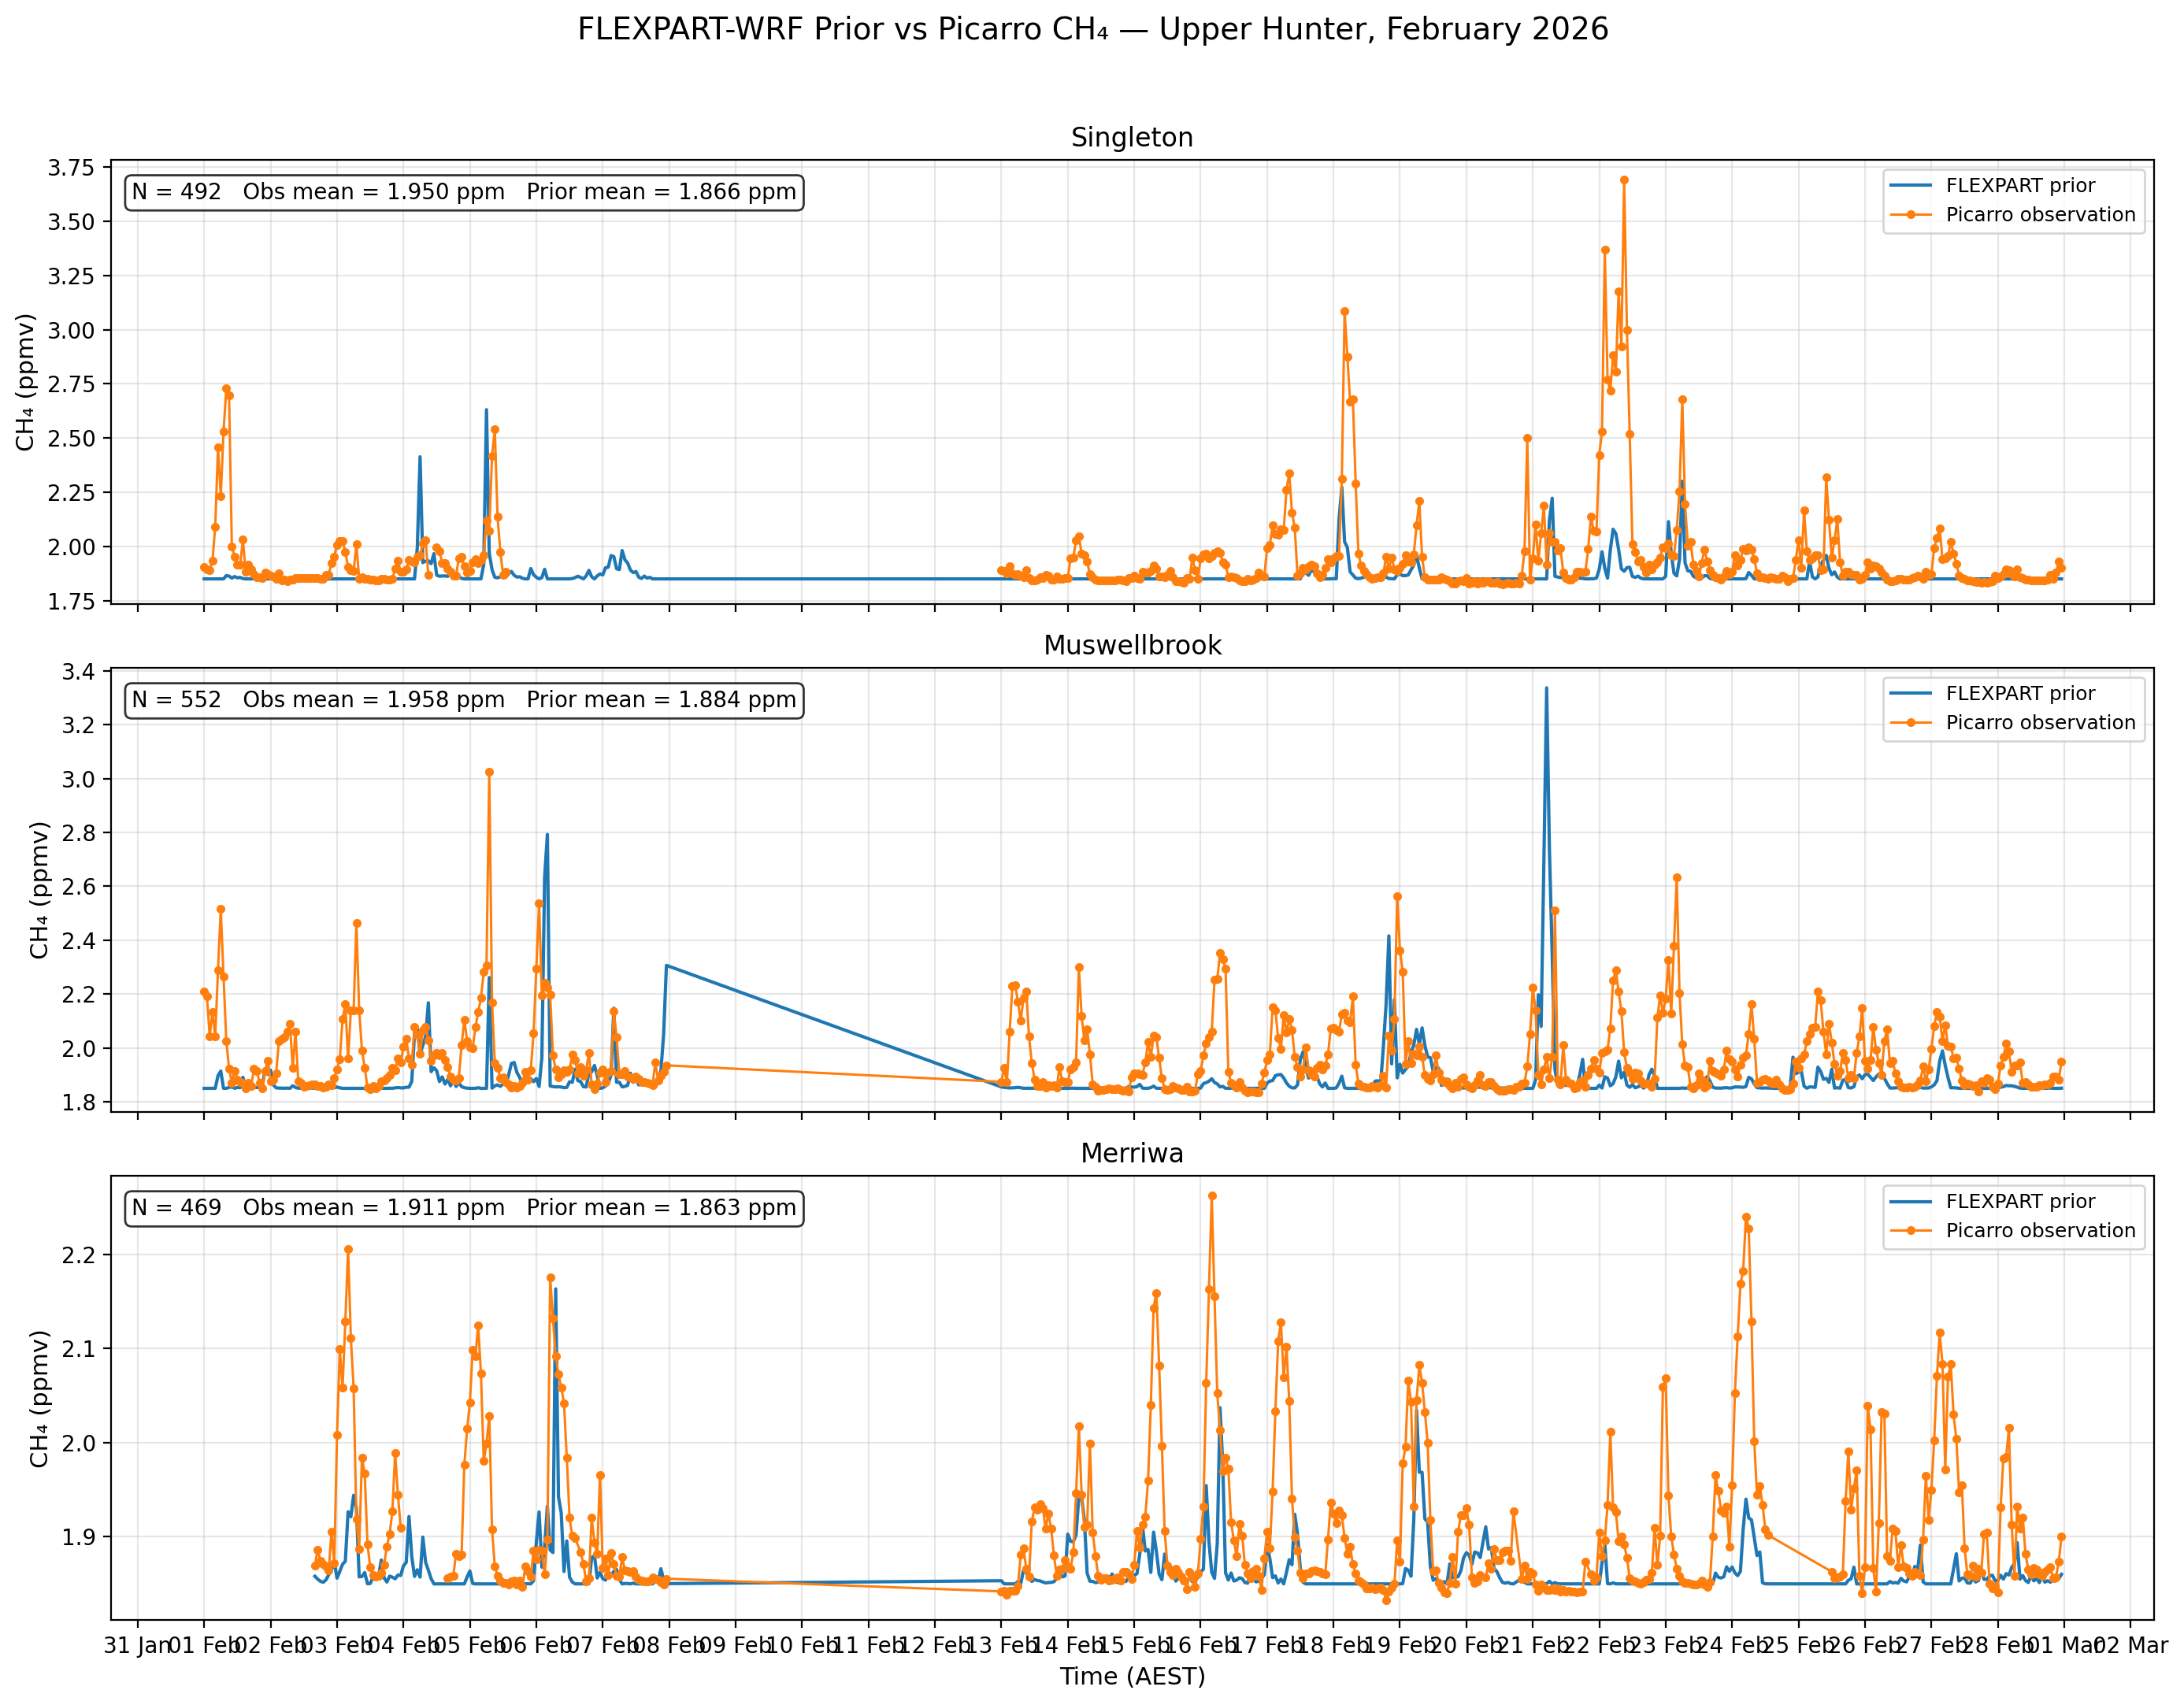 FLEXPART-WRF Prior vs Picarro CH₄ — Upper Hunter, February 2026
Singleton
N = 492 Obs mean = 1.950 ppm Prior mean = 1.866 ppm
FLEXPART prior
Picarro observation
CH₄ (ppmv)
3.75
3.50
3.25
3.00
2.75
2.50
2.25
2.00
1.75
Muswellbrook
N = 552 Obs mean = 1.958 ppm Prior mean = 1.884 ppm
FLEXPART prior
Picarro observation
CH₄ (ppmv)
3.4
3.2
3.0
2.8
2.6
2.4
2.2
2.0
1.8
Merriwa
N = 469 Obs mean = 1.911 ppm Prior mean = 1.863 ppm
FLEXPART prior
Picarro observation
CH₄ (ppmv)
2.2
2.1
2.0
1.9
31 Jan 01 Feb 02 Feb 03 Feb 04 Feb 05 Feb 06 Feb 07 Feb 08 Feb 09 Feb 10 Feb 11 Feb 12 Feb 13 Feb 14 Feb 15 Feb 16 Feb 17 Feb 18 Feb 19 Feb 20 Feb 21 Feb 22 Feb 23 Feb 24 Feb 25 Feb 26 Feb 27 Feb 28 Feb 01 Mar 02 Mar
Time (AEST)